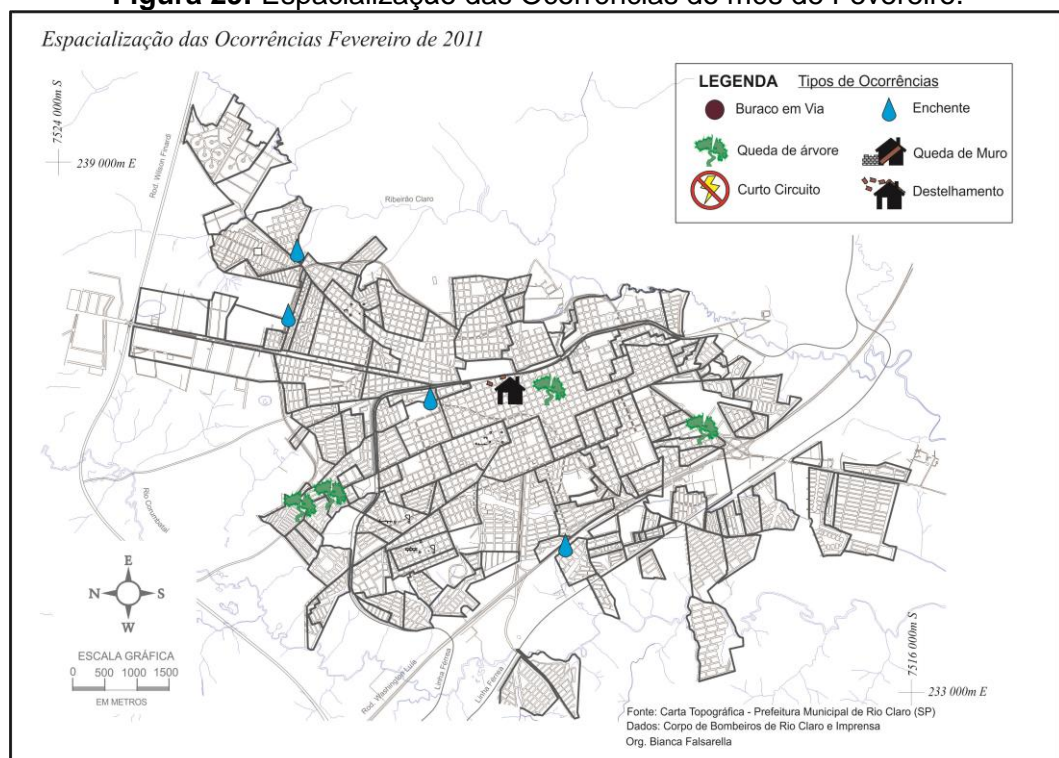 Figura 25. Espacialização das Ocorrências do mês de Fevereiro.
Espacialização das Ocorrências Fevereiro de 2011
LEGENDA Tipos de Ocorrências
Buraco em Via
Enchente
Queda de árvore
Queda de Muro
Curto Circuito
Destelhamento
7524 000m S
239 000m E
Rod. Wilson Finardi
Ribeirão Claro
Rio Corumbataí
E
N
S
W
ESCALA GRÁFICA
0 500 1000 1500
EM METROS
Rod. Washington Luís
Linha Férrea
Linha Férrea
7516 000m S
233 000m E
Fonte: Carta Topográfica - Prefeitura Municipal de Rio Claro (SP)
Dados: Corpo de Bombeiros de Rio Claro e Imprensa
Org. Bianca Falsarella